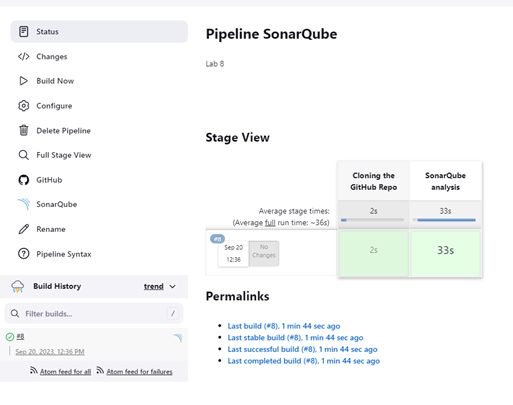 Status
Changes
Build Now
Configure
Delete Pipeline
Full Stage View
GitHub
SonarQube
Rename
Pipeline Syntax
Build History
trend
Filter builds...
/
#8
Sep 20, 2023, 12:36 PM
Atom feed for all
Atom feed for failures
Pipeline SonarQube
Lab 8
Stage View
Cloning the
GitHub Repo
SonarQube
analysis
Average stage times:
2s
33s
(Average full run time: ~36s)
#8
Sep 20
12:36
No
Changes
2s
33s
Permalinks
Last build (#8), 1 min 44 sec ago
Last stable build (#8), 1 min 44 sec ago
Last successful build (#8), 1 min 44 sec ago
Last completed build (#8), 1 min 44 sec ago